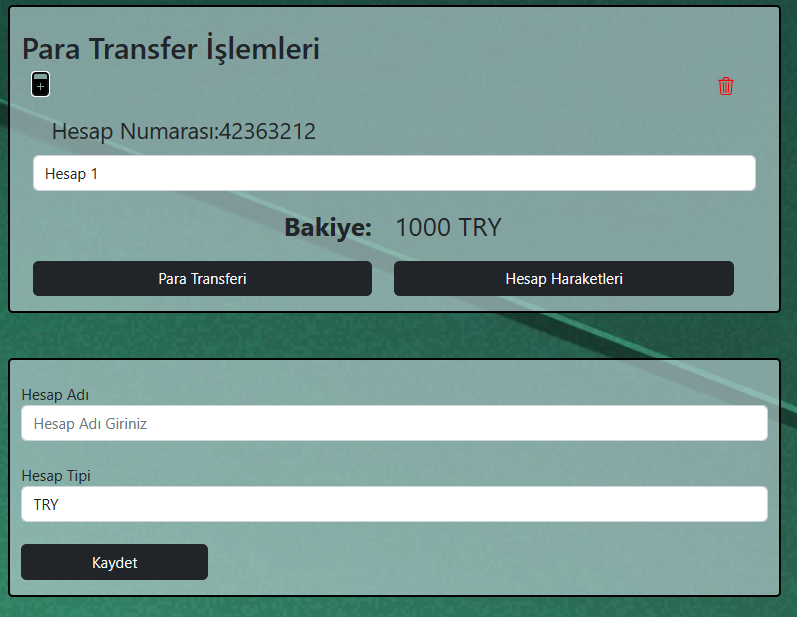 Para Transfer İşlemleri
Hesap Numarası:42363212
Hesap 1
Bakiye: 1000 TRY
Para Transferi Hesap Haraketleri
Hesap Adı
Hesap Adı Giriniz
Hesap Tipi
TRY
Kaydet